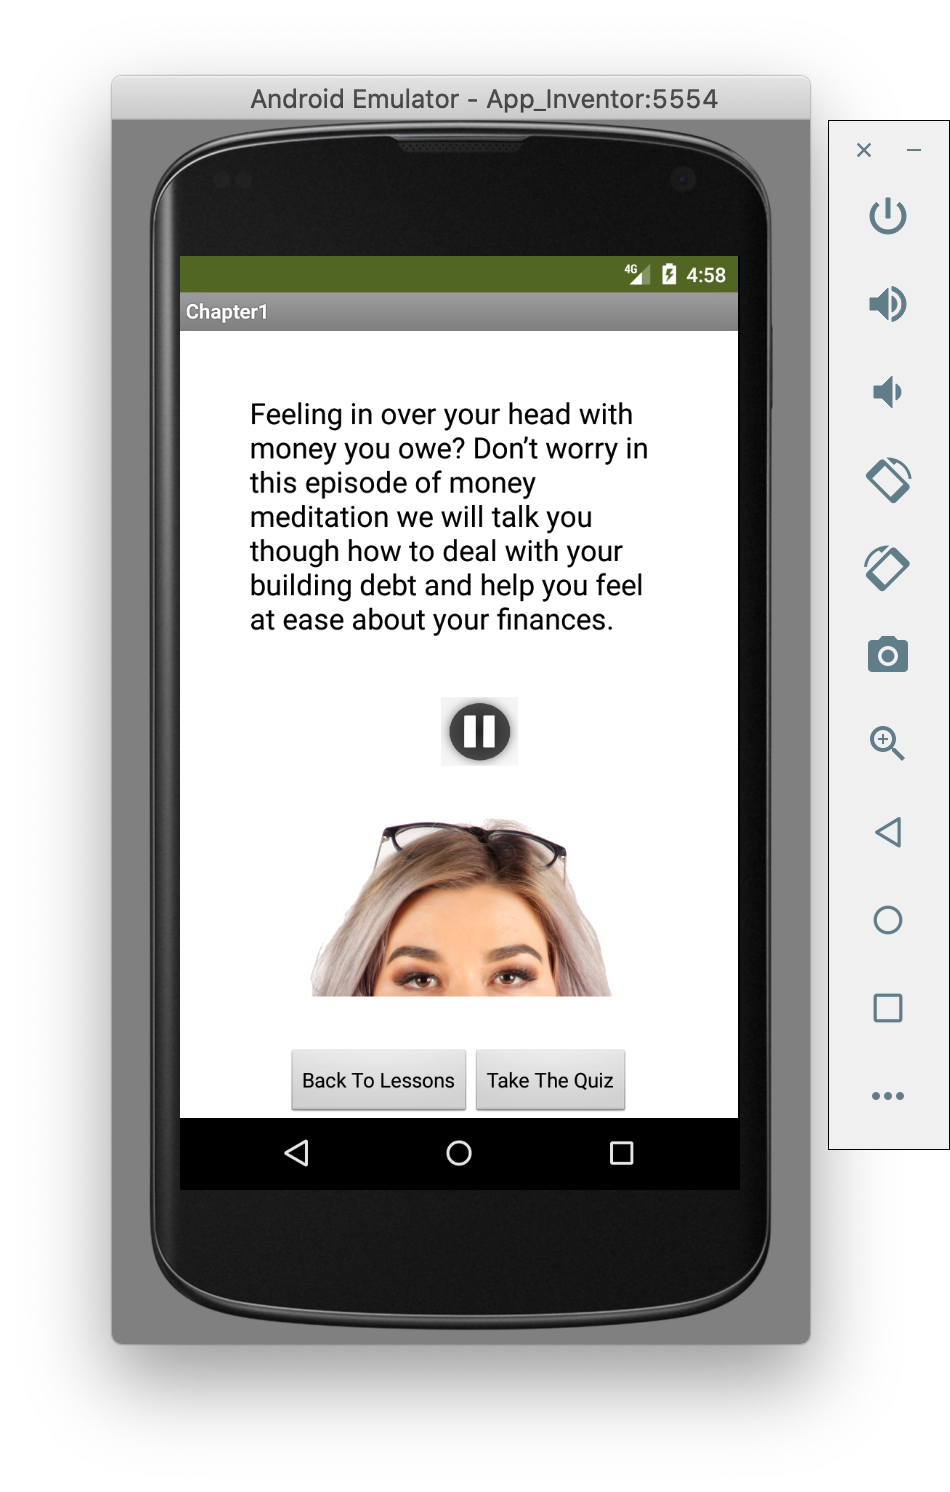 Android Emulator - App_Inventor:5554
4G 4:58
Chapter1
Feeling in over your head with
money you owe? Don’t worry in
this episode of money
meditation we will talk you
though how to deal with your
building debt and help you feel
at ease about your finances.
Back To Lessons Take The Quiz